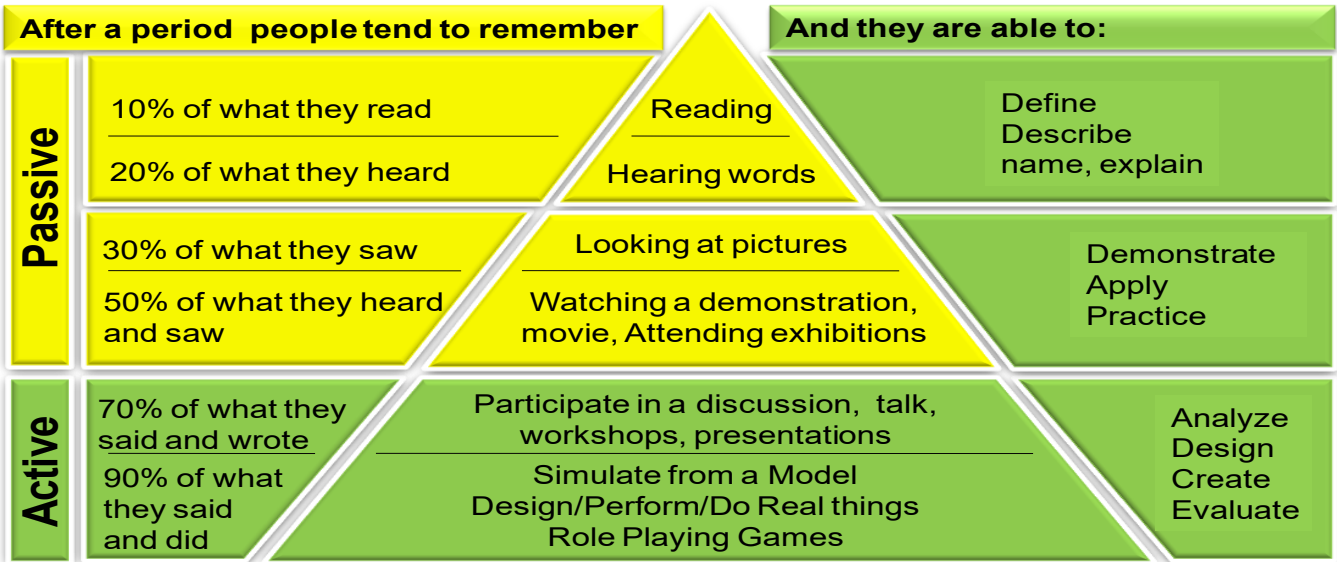 After a period people tend to remember
And they are able to:
Passive
10% of what they read
Reading
20% of what they heard
Hearing words
Define
Describe
name, explain
30% of what they saw
Looking at pictures
50% of what they heard
and saw
Watching a demonstration,
movie, Attending exhibitions
Demonstrate
Apply
Practice
Active
70% of what they
said and wrote
Participate in a discussion, talk,
workshops, presentations
90% of what
they said
and did
Simulate from a Model
Design/Perform/Do Real things
Role Playing Games
Analyze
Design
Create
Evaluate